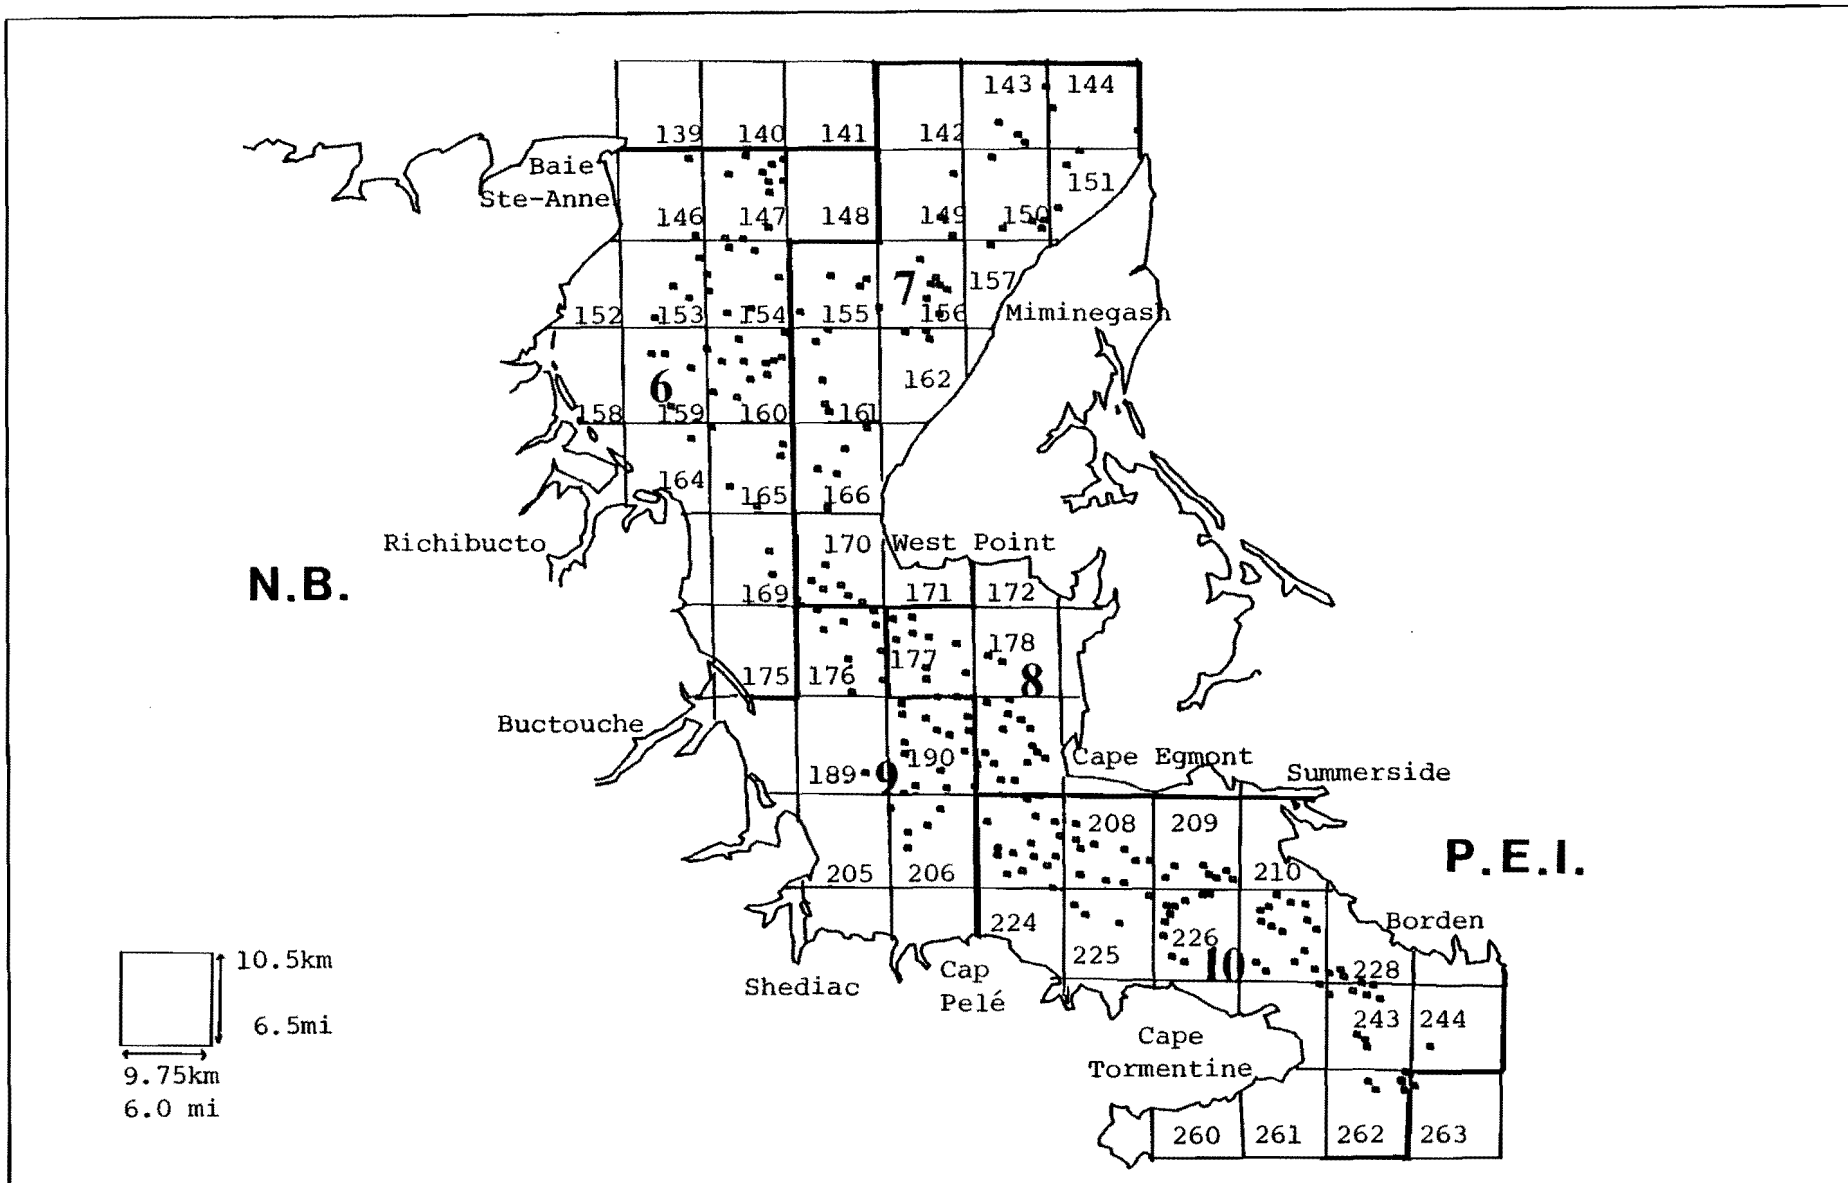 143 144
139 140 141 142
Baie
Ste-Anne
151
146 147 148 149 150
7 157
152 153 154 155 156 Miminegash
162
6
158 159 160 161
164 165 166
Richibucto 170 West Point
N.B.
169 171 172
178
177
175 176 8
Buctouche
190 Cape Egmont
189 9 Summerside
208 209
P.E.I.
205 206 210
224 Borden
226
225 10 228
10.5km
Shediac Cap
Pelé
6.5mi
243 244
Cape
Tormentine
9.75km
6.0 mi
260 261 262 263